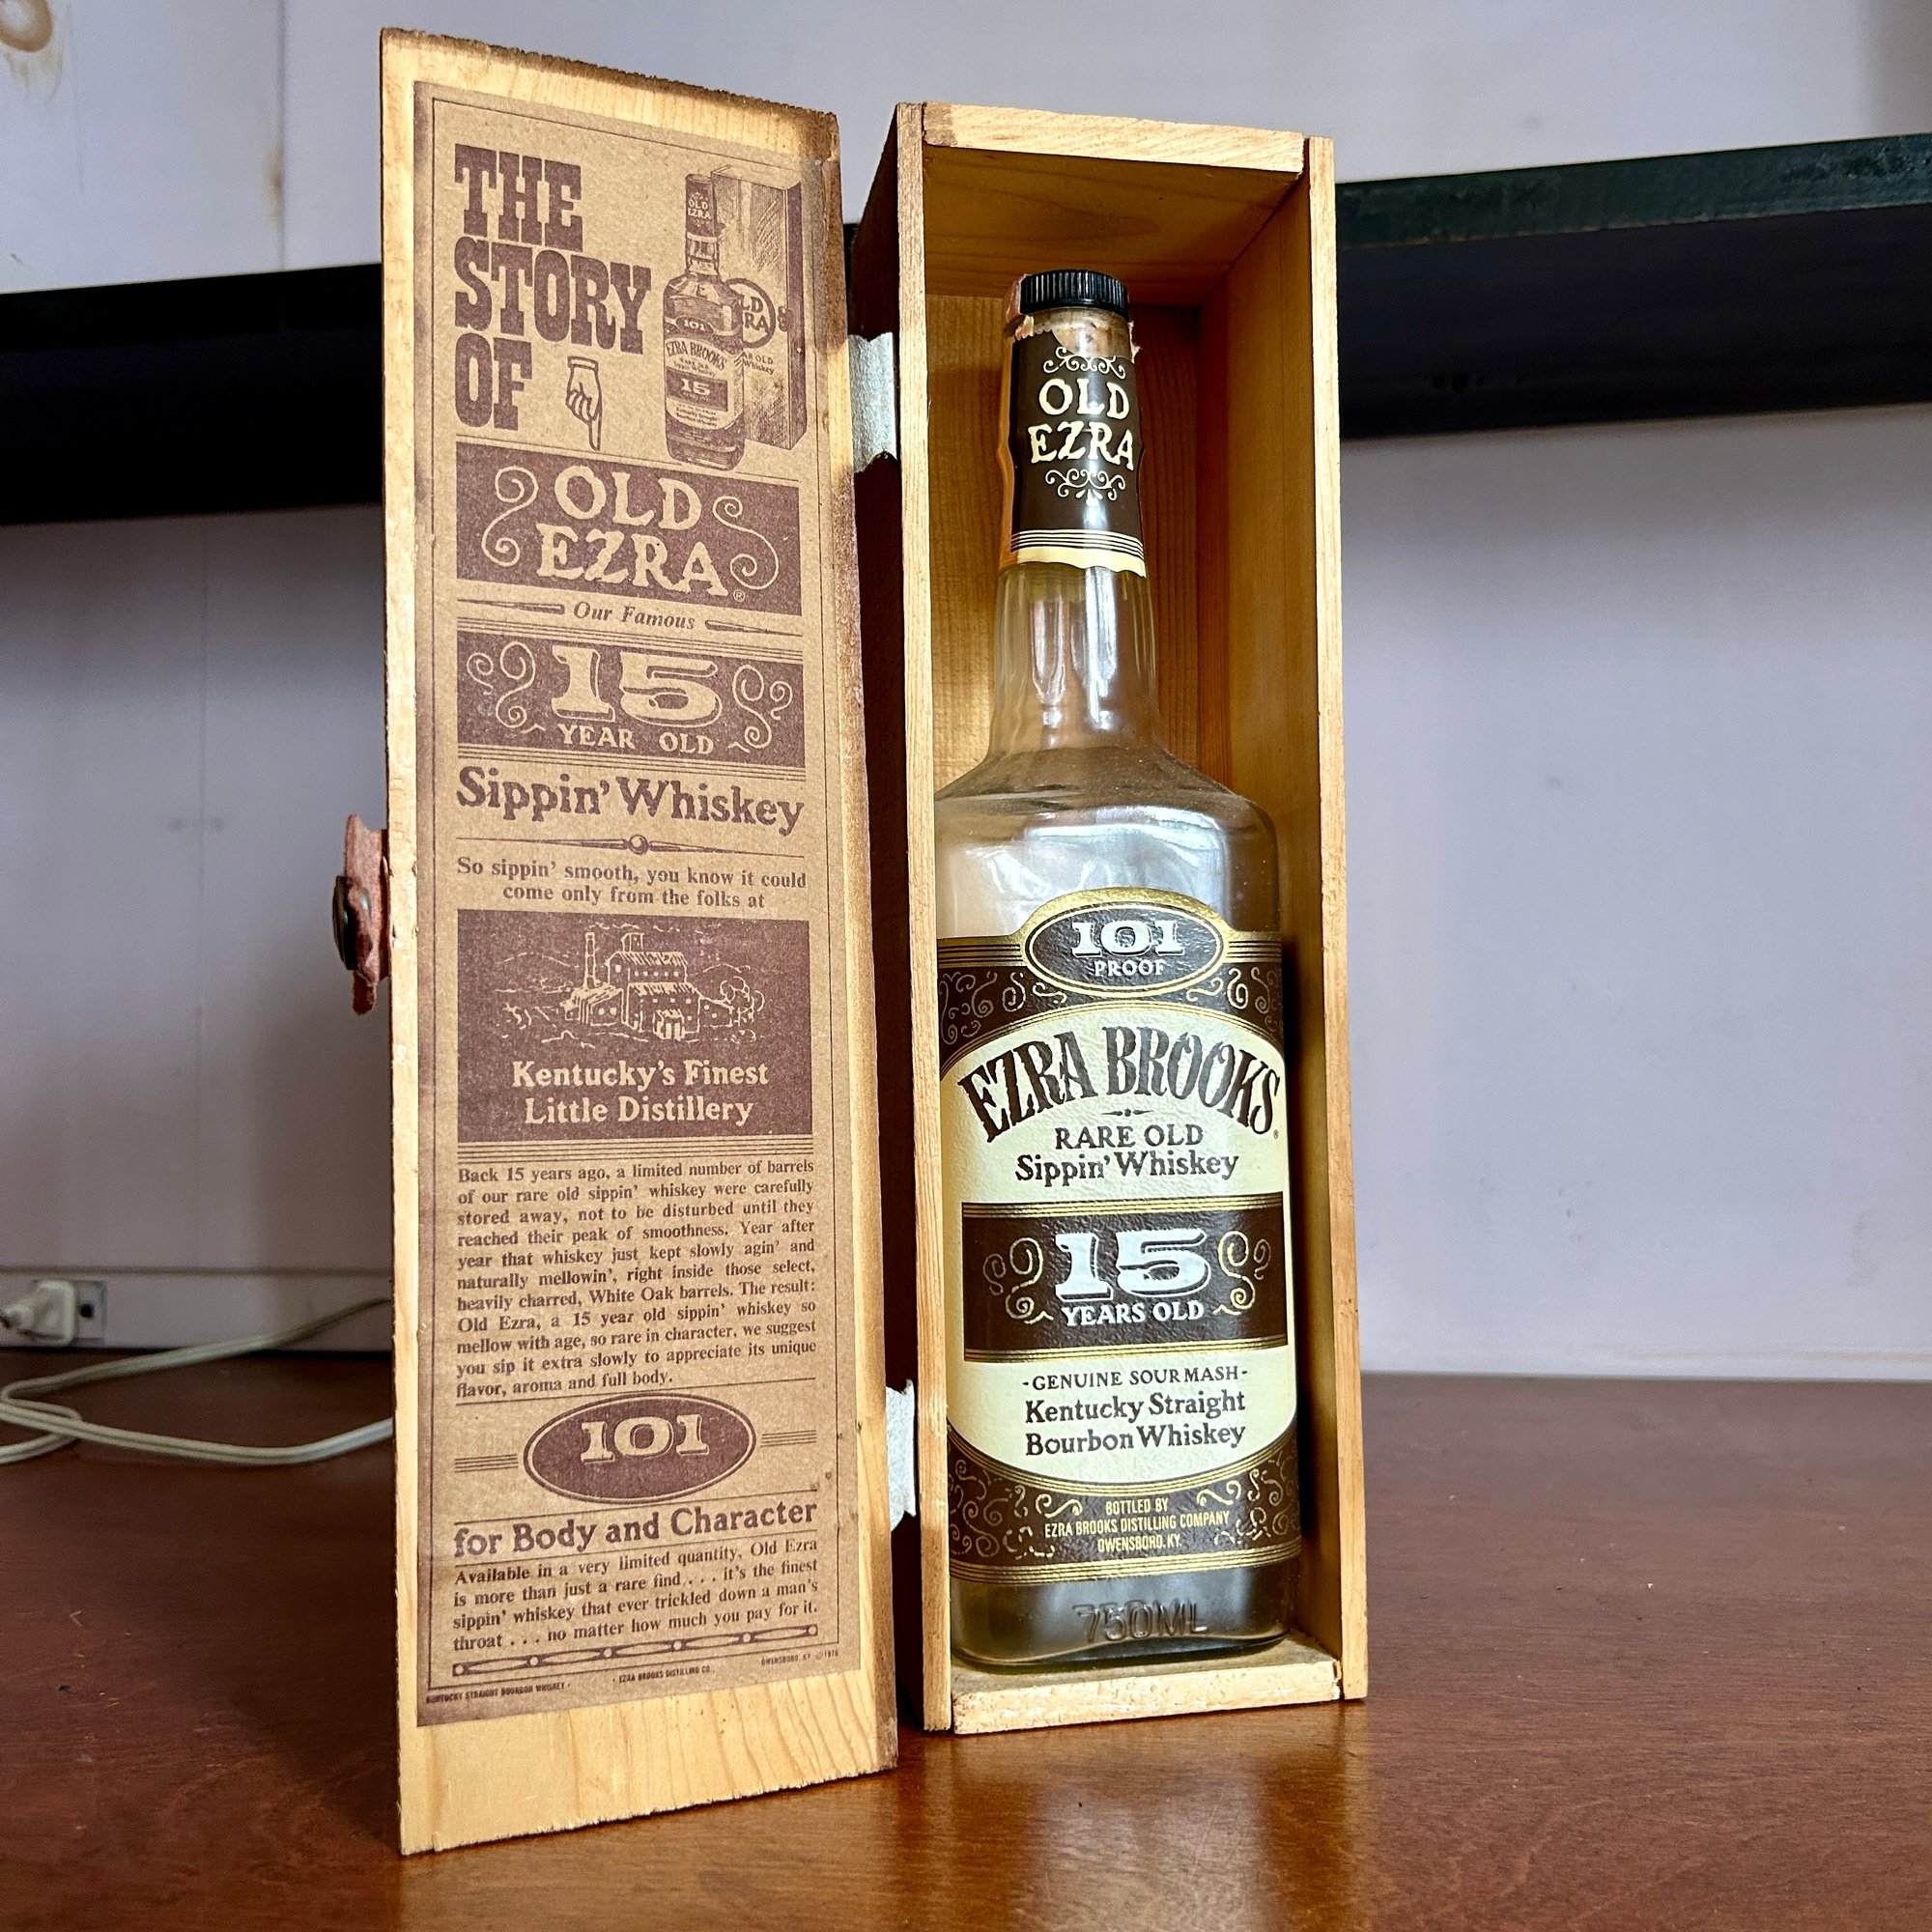 THE
STORY
OF
OLD
EZRA
101
EZRA BROOKS
15
OLD
EZRA®
Our Famous
15
YEAR OLD
Sippin' Whiskey
So sippin' smooth, you know it could
come only from the folks at
Kentucky's Finest
Little Distillery
Back 15 years ago, a limited number of barrels
of our rare old sippin' whiskey were carefully
stored away, not to be disturbed until they
reached their peak of smoothness. Year after
year that whiskey just kept slowly agin' and
naturally mellowin', right inside those select,
heavily charred, White Oak barrels. The result:
Old Ezra, a 15 year old sippin' whiskey so
mellow with age, so rare in character, we suggest
you sip it extra slowly to appreciate its unique
flavor, aroma and full body.
101
for Body and Character
Available in a very limited quantity, Old Ezra
is more than just a rare find . . . it's the finest
sippin' whiskey that ever trickled down a man's
throat . . . no matter how much you pay for it.
KENTUCKY STRAIGHT BOURBON WHISKEY · · EZRA BROOKS DISTILLING CO., OWENSBORO, KY. ©1976
OLD
EZRA
101
PROOF
EZRA BROOKS®
RARE OLD
Sippin' Whiskey
15
YEARS OLD
-GENUINE SOUR MASH-
Kentucky Straight
Bourbon Whiskey
BOTTLED BY
EZRA BROOKS DISTILLING COMPANY
OWENSBORO, KY.
750ML